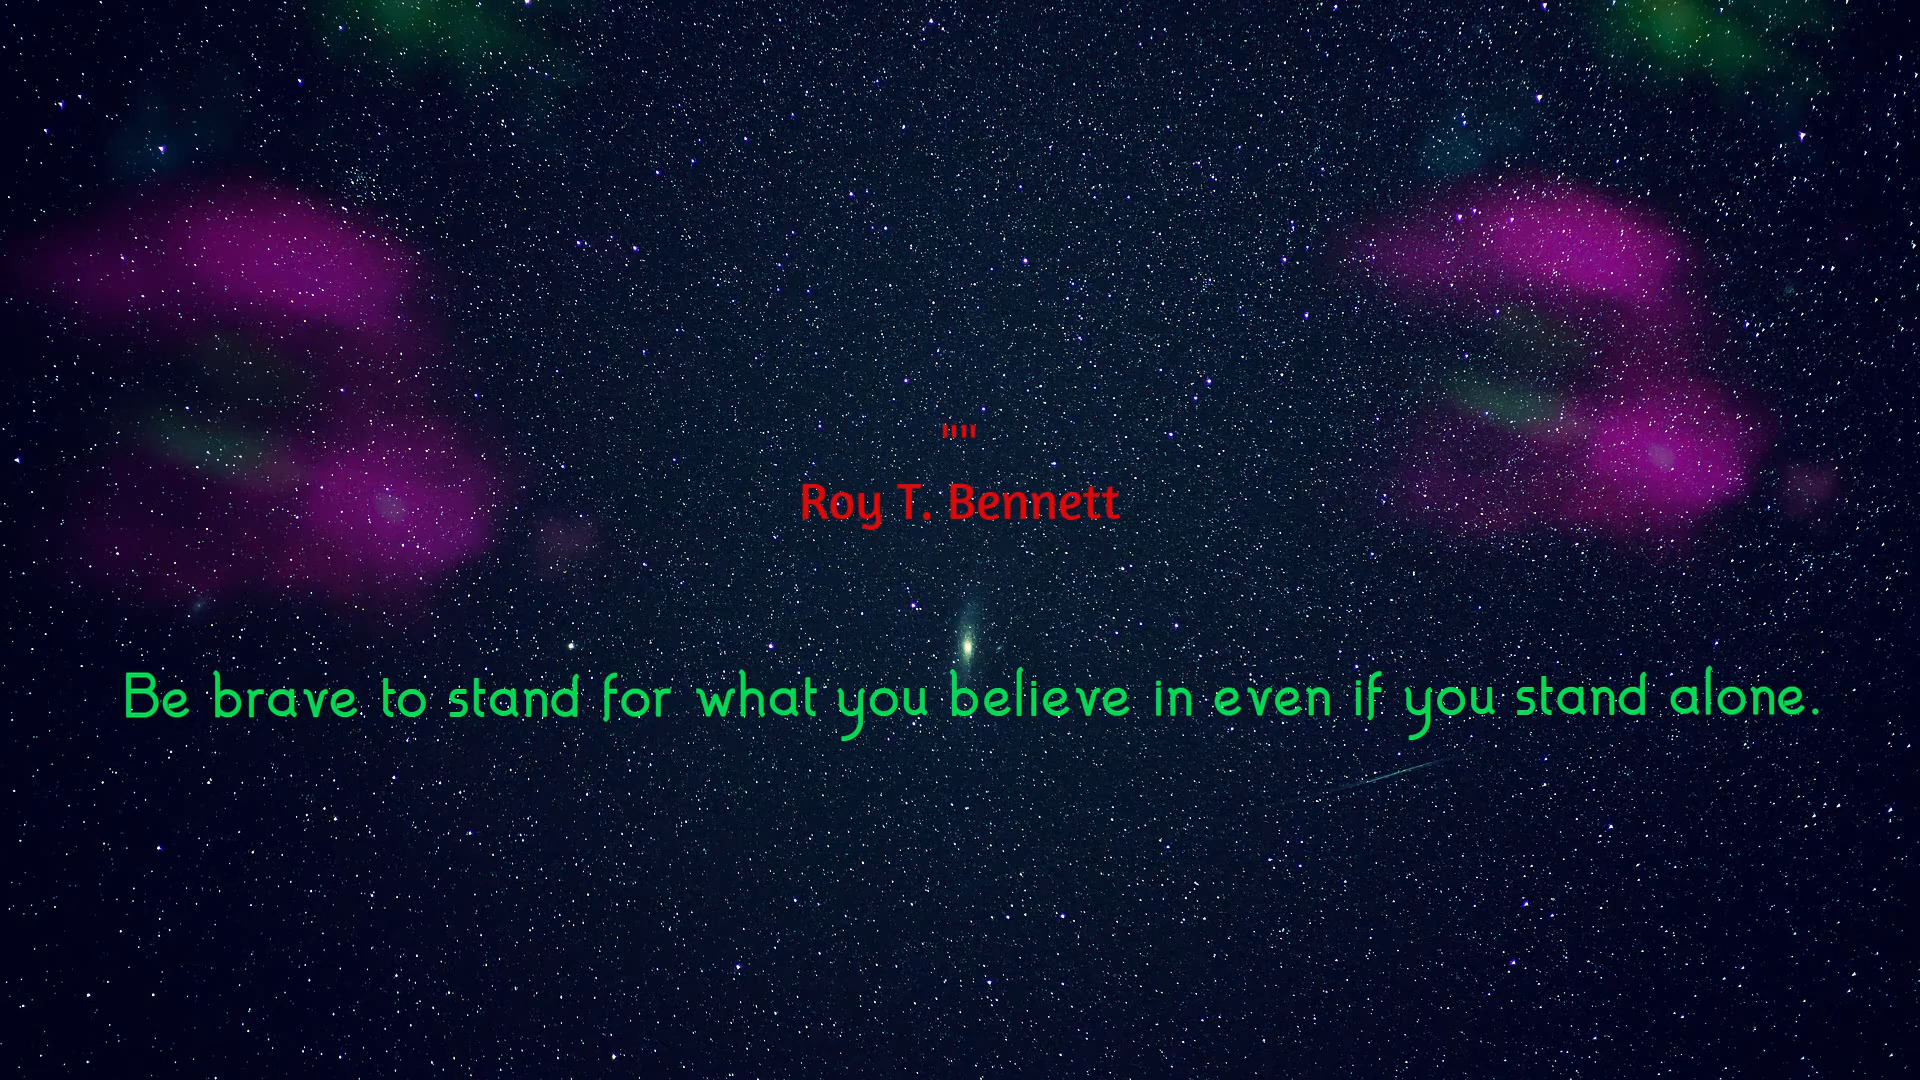 ""
Roy T. Bennett
Be brave to stand for what you believe in even if you stand alone.